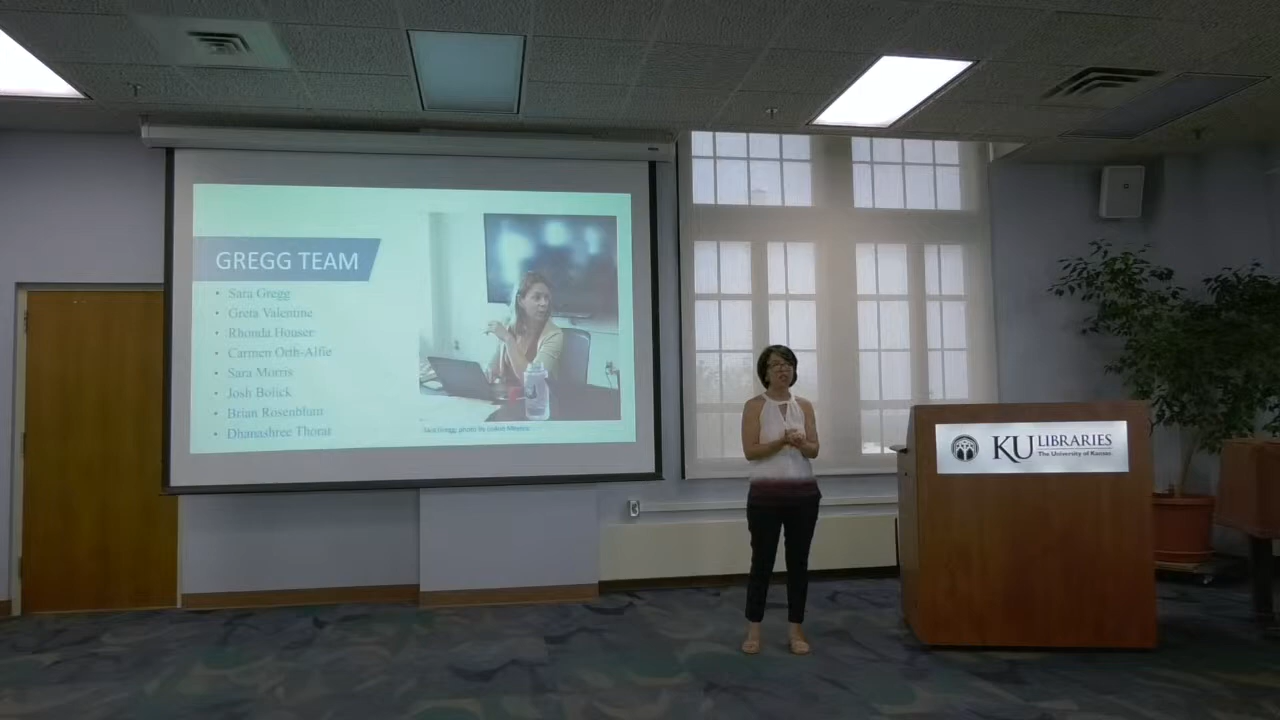 GREGG TEAM
• Sara Gregg
• Greta Valentine
• Rhonda Houser
• Carmen Orth-Alfie
• Sara Morris
• Josh Bolick
• Brian Rosenblum
• Dhanashree Thorat
KU LIBRARIES
The University of Kansas